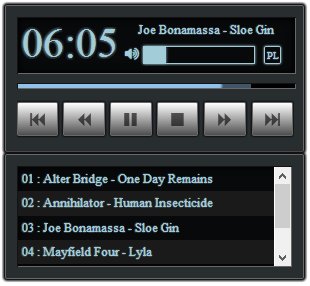 Joe Bonamassa - Sloe Gin
06:05
PL
01 : Alter Bridge - One Day Remains
02 : Annihilator - Human Insecticide
03 : Joe Bonamassa - Sloe Gin
04 : Mayfield Four - Lyla